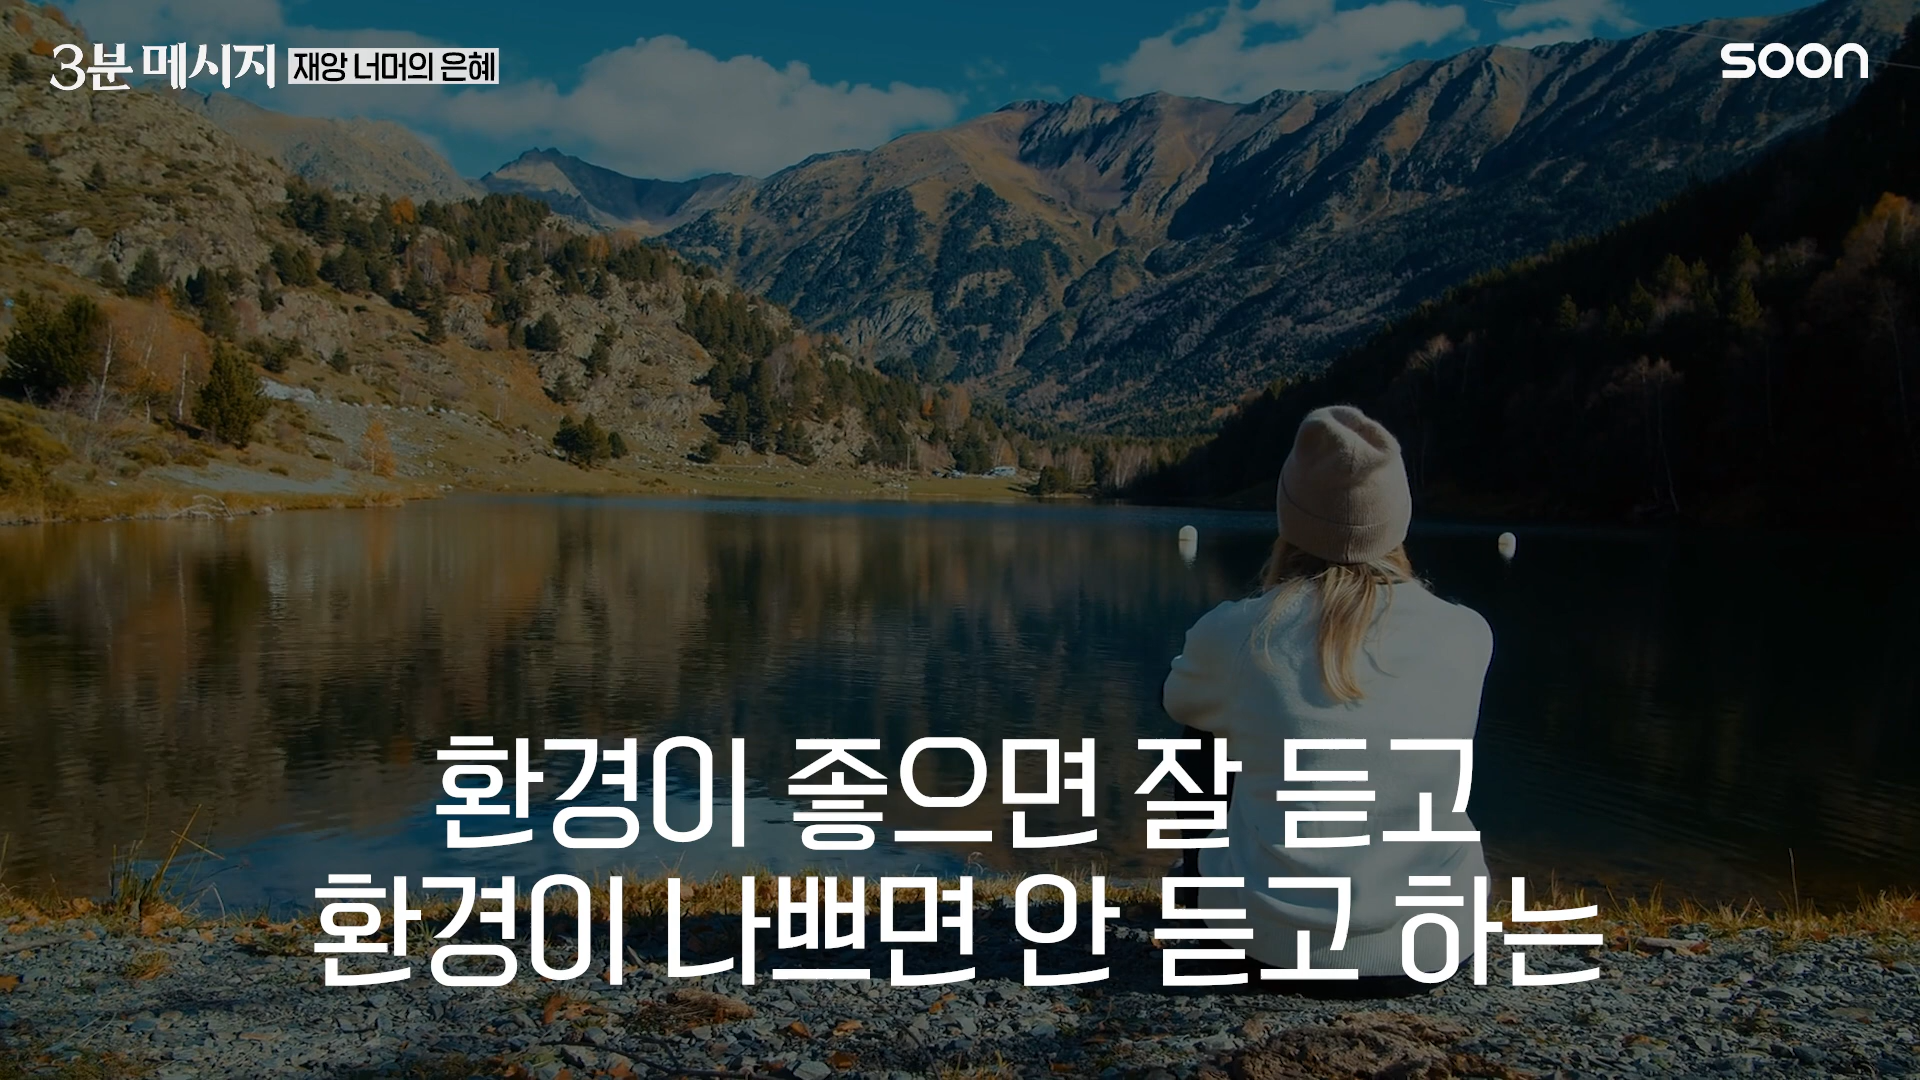 3분 메시지 재앙 너머의 은혜
SOON
환경이 좋으면 잘 듣고
환경이 나쁘면 안 듣고 하는